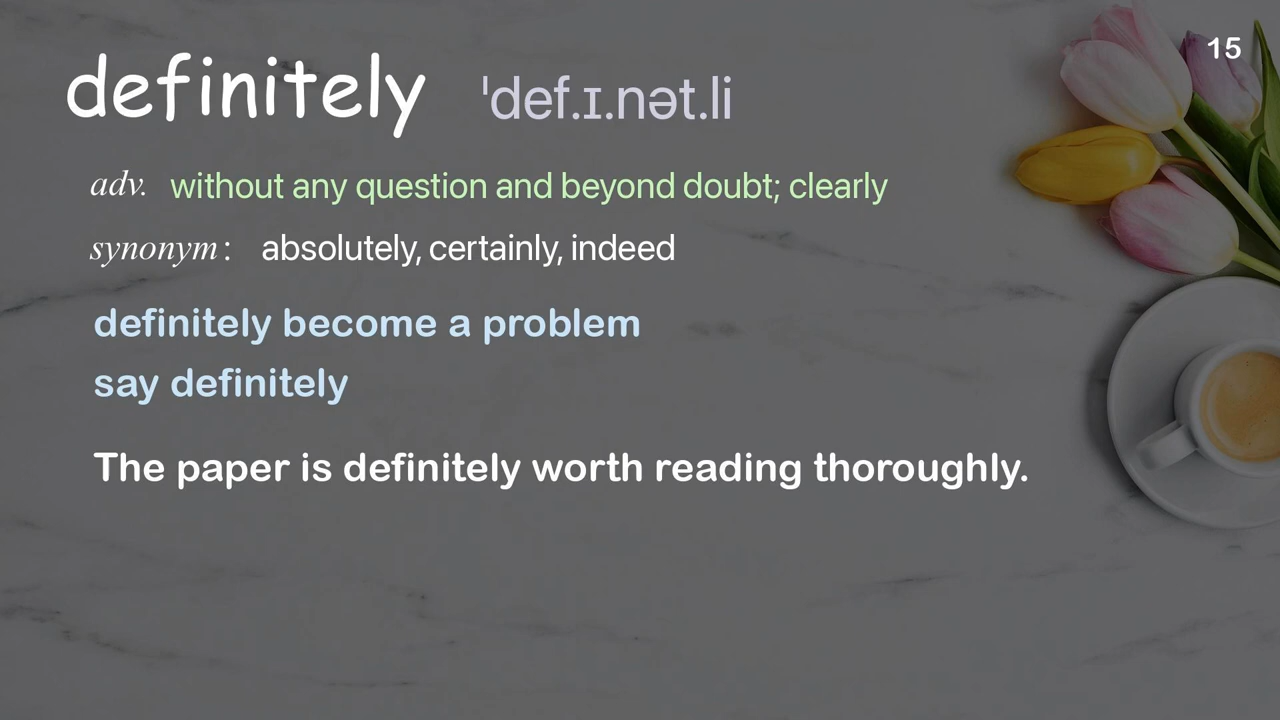 15
definitely ˈdef.ɪ.nət.li
adv. without any question and beyond doubt; clearly
synonym: absolutely, certainly, indeed
definitely become a problem
say definitely
The paper is definitely worth reading thoroughly.